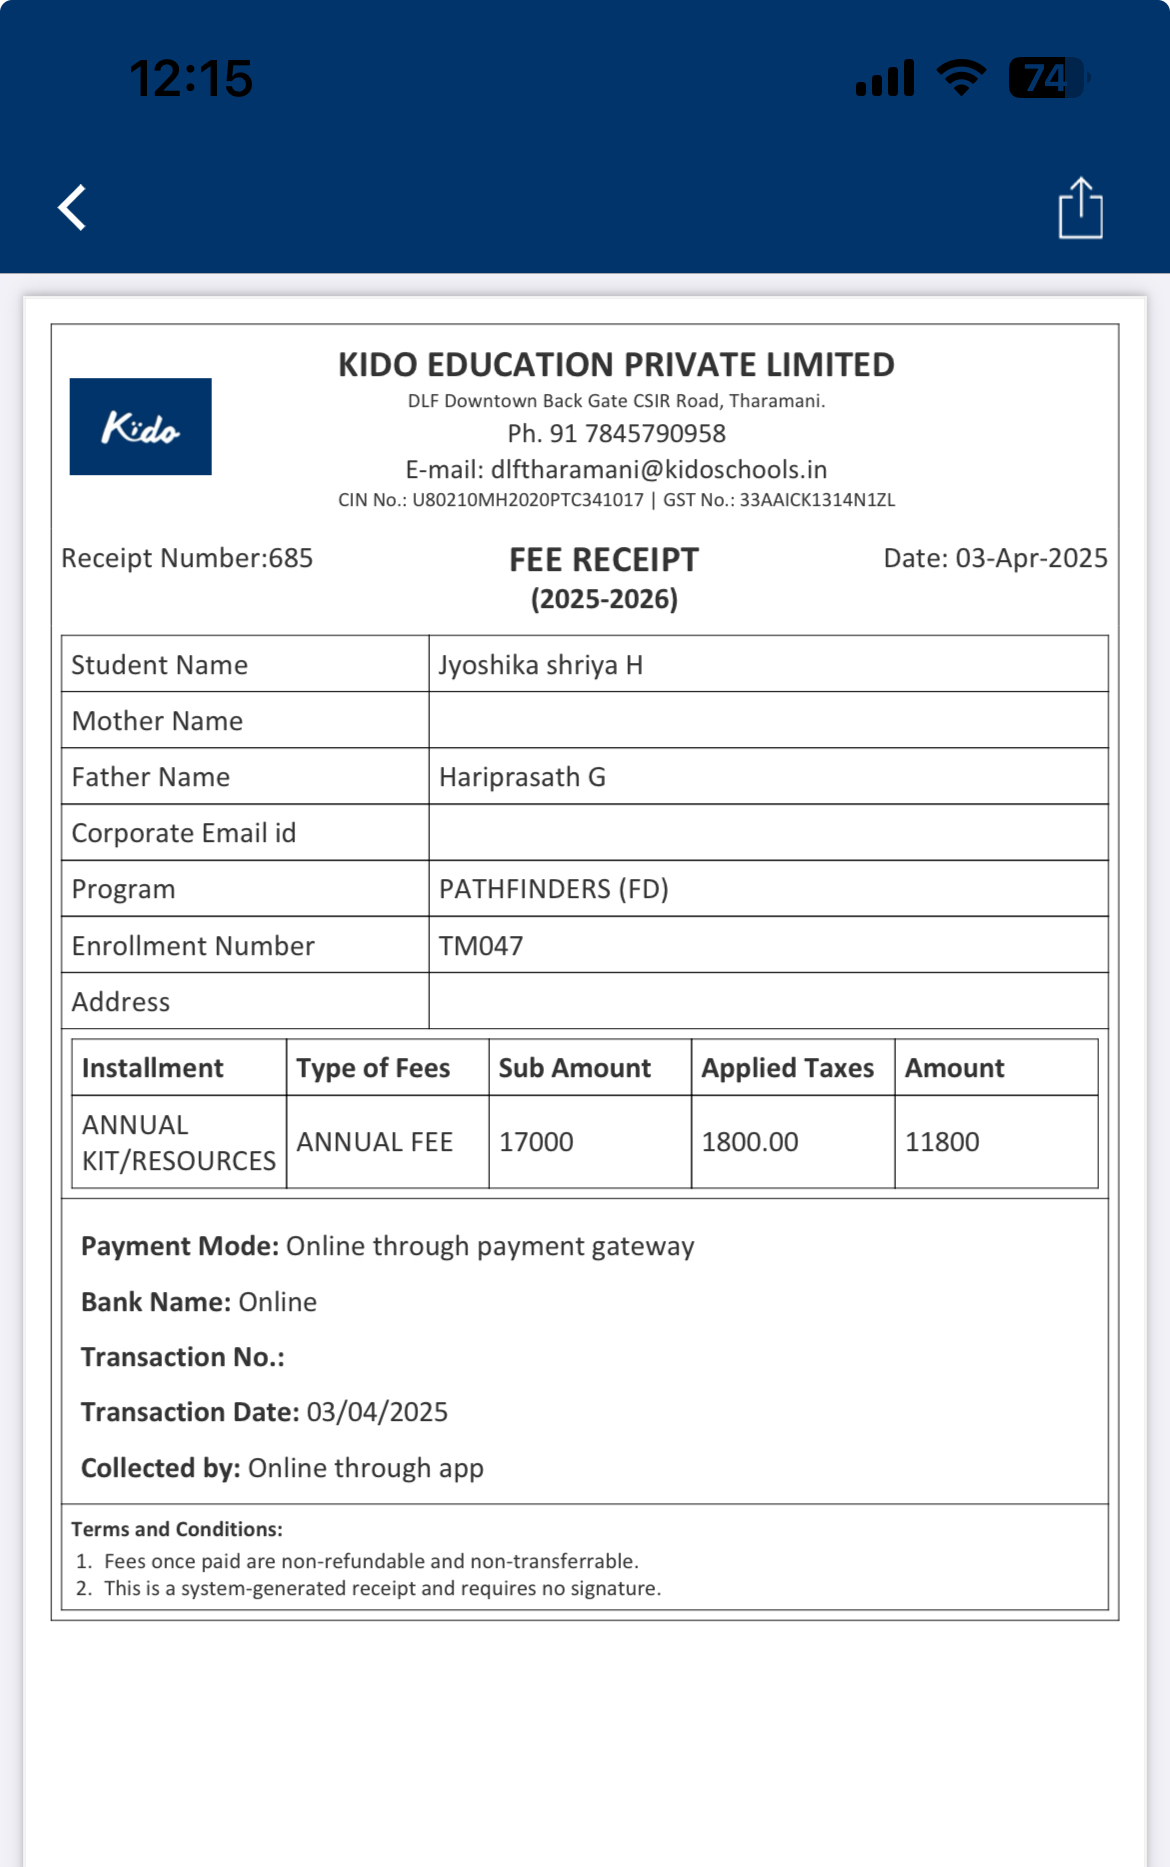 12:15
74
KIDO EDUCATION PRIVATE LIMITED
Kido
DLF Downtown Back Gate CSIR Road, Tharamani.
Ph. 91 7845790958
E-mail: dlftharamani@kidoschools.in
CIN No.: U80210MH2020PTC341017 | GST No.: 33AAICK1314N1ZL
Receipt Number:685 FEE RECEIPT Date: 03-Apr-2025
(2025-2026)
Student Name Jyoshika shriya H
Mother Name
Father Name Hariprasath G
Corporate Email id
Program PATHFINDERS (FD)
Enrollment Number TM047
Address
Installment Type of Fees Sub Amount Applied Taxes Amount
ANNUAL
KIT/RESOURCES ANNUAL FEE 17000 1800.00 11800
Payment Mode: Online through payment gateway
Bank Name: Online
Transaction No.:
Transaction Date: 03/04/2025
Collected by: Online through app
Terms and Conditions:
1. Fees once paid are non-refundable and non-transferrable.
2. This is a system-generated receipt and requires no signature.